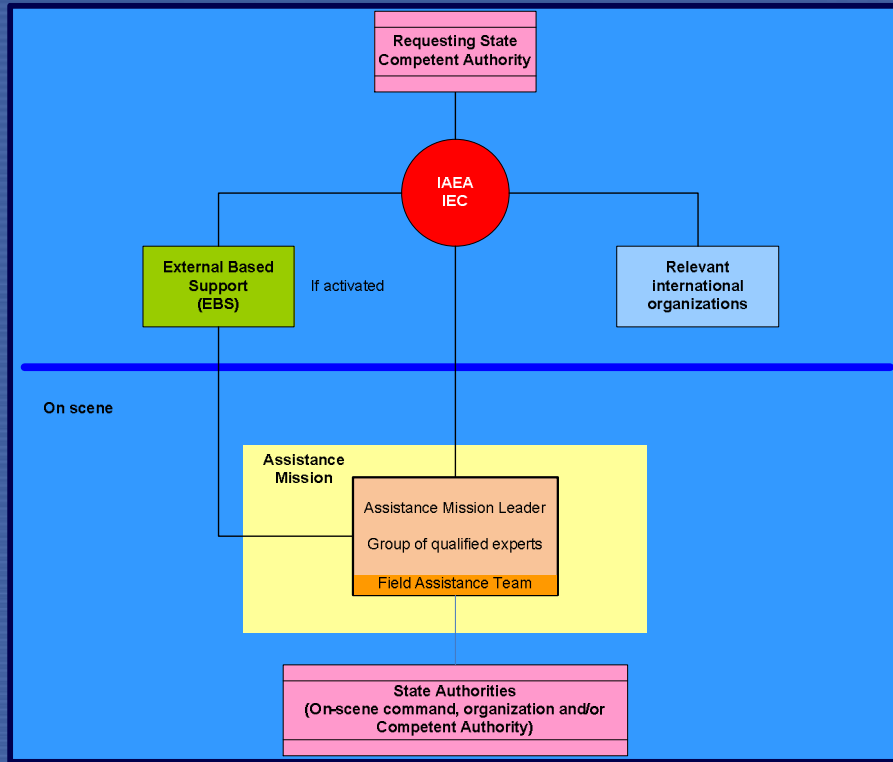 Requesting State
Competent Authority
IAEA
IEC
External Based
Support
(EBS)
If activated
Relevant
international
organizations
On scene
Assistance
Mission
Assistance Mission Leader
Group of qualified experts
Field Assistance Team
State Authorities
(On-scene command, organization and/or
Competent Authority)